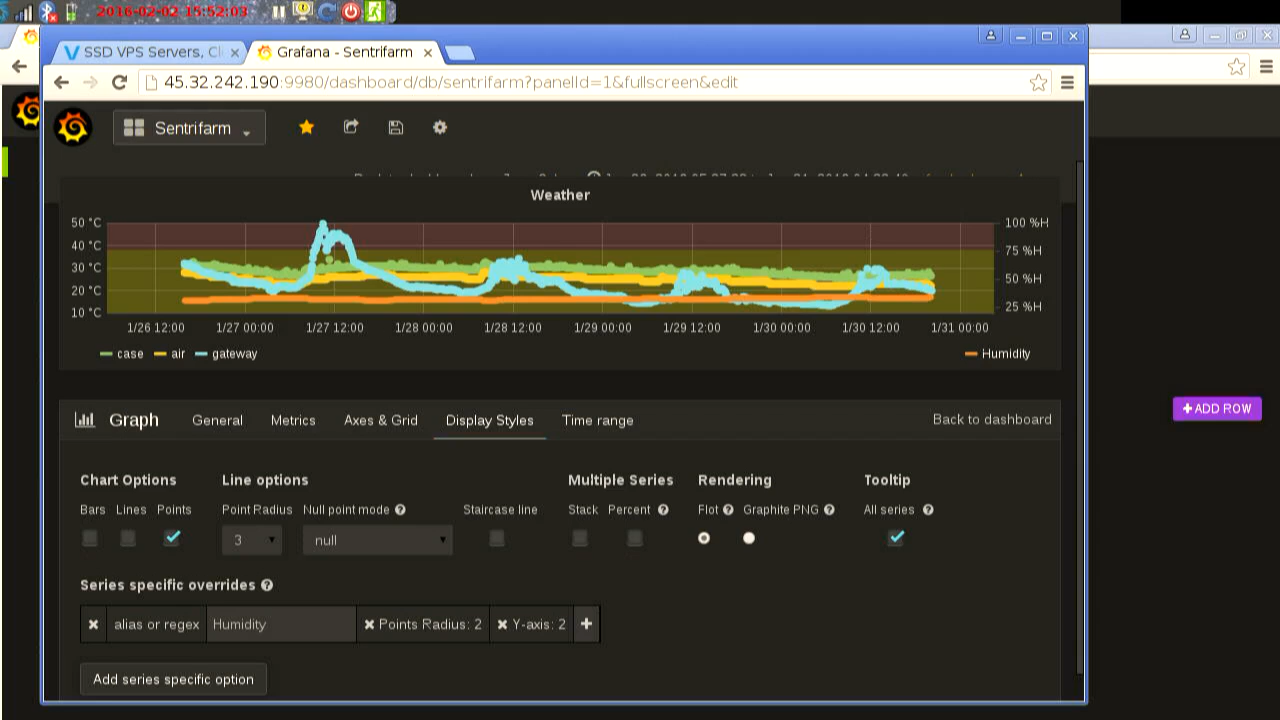 2016-02-02 15:52:03
SSD VPS Servers, Cl
Grafana - Sentrifarm
45.32.242.190:9980/dashboard/db/sentrifarm?panelId=1&fullscreen&edit
Sentrifarm
Weather
50 °C 100 %H
40 °C 75 %H
30 °C 50 %H
20 °C 25 %H
10 °C
1/26 12:00 1/27 00:00 1/27 12:00 1/28 00:00 1/28 12:00 1/29 00:00 1/29 12:00 1/30 00:00 1/30 12:00 1/31 00:00
case air gateway Humidity
ADD ROW
Graph General Metrics Axes & Grid Display Styles Time range Back to dashboard
Chart Options Line options Multiple Series Rendering Tooltip
Bars Lines Points Point Radius Null point mode Staircase line Stack Percent Flot Graphite PNG All series
3 null
Series specific overrides
alias or regex Humidity Points Radius: 2 Y-axis: 2
Add series specific option